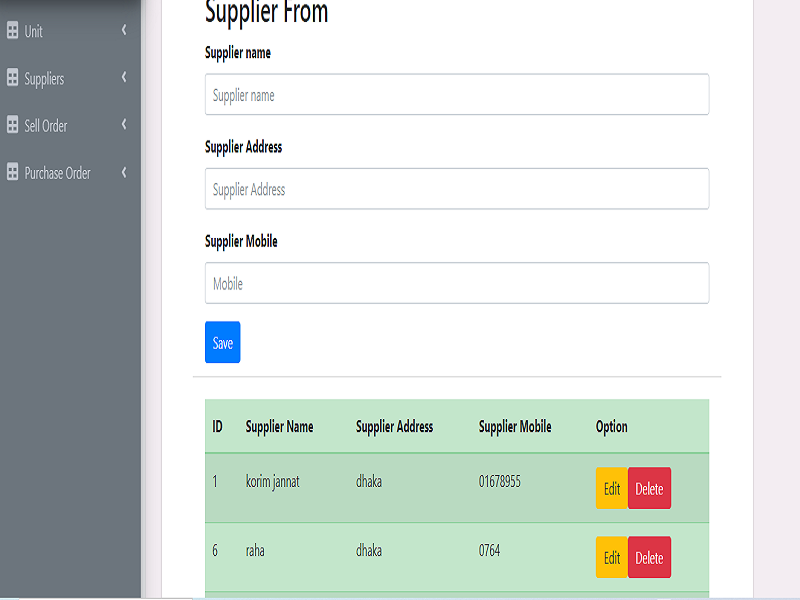 Unit
Suppliers
Sell Order
Purchase Order
Supplier From
Supplier name
Supplier name
Supplier Address
Supplier Address
Supplier Mobile
Mobile
Save
ID Supplier Name Supplier Address Supplier Mobile Option
1 korim jannat dhaka 01678955 Edit Delete
6 raha dhaka 0764 Edit Delete